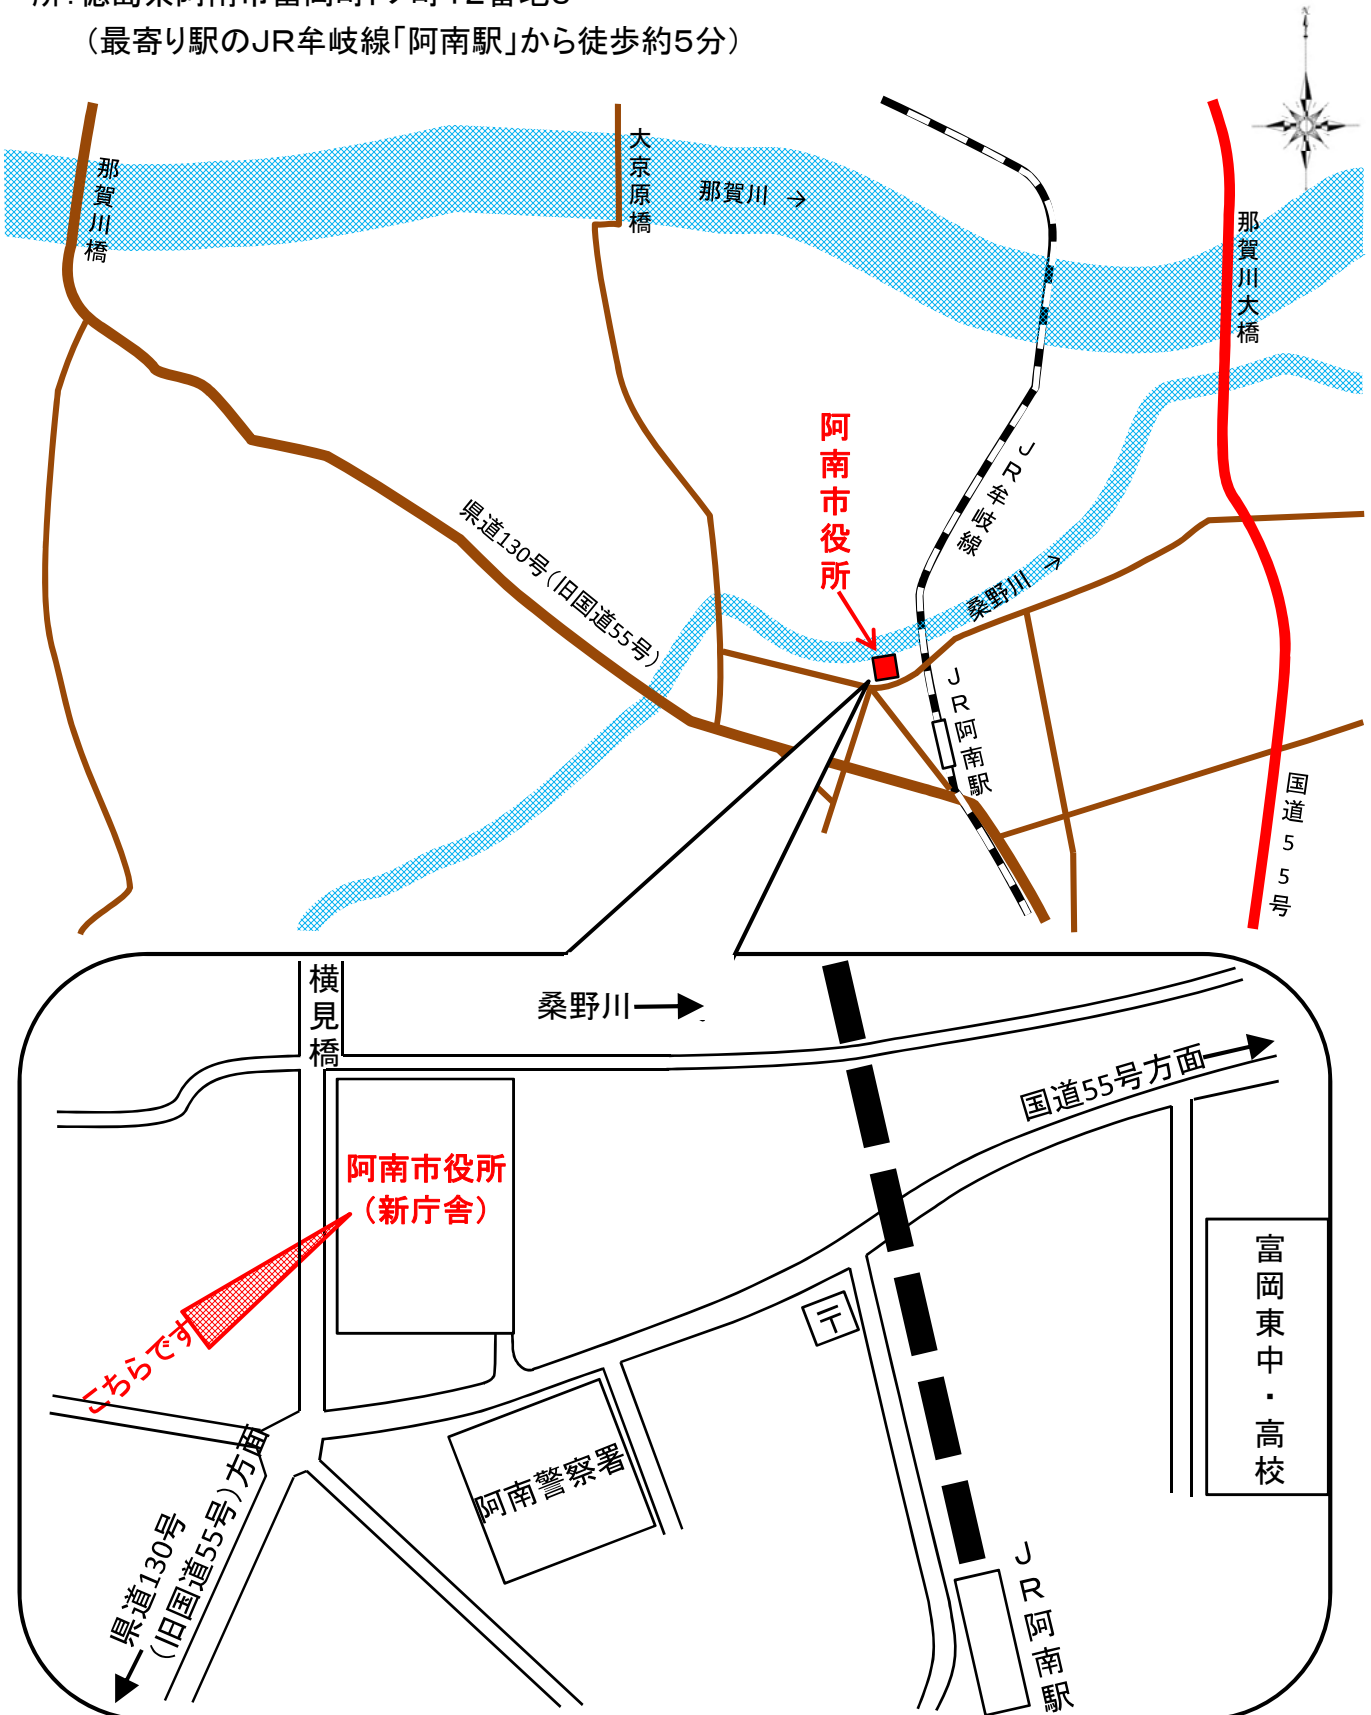 （最寄り駅のＪＲ牟岐線「阿南駅」から徒歩約５分）
那賀川橋
大京原橋
那賀川 →
那賀川大橋
阿南市役所
ＪＲ牟岐線
県道130号（旧国道55号）
桑野川 →
ＪＲ阿南駅
国道５５号
横見橋
桑野川
国道55号方面
阿南市役所
（新庁舎）
こちらです
富岡東中・高校
〒
阿南警察署
県道130号
（旧国道55号）方面
ＪＲ阿南駅